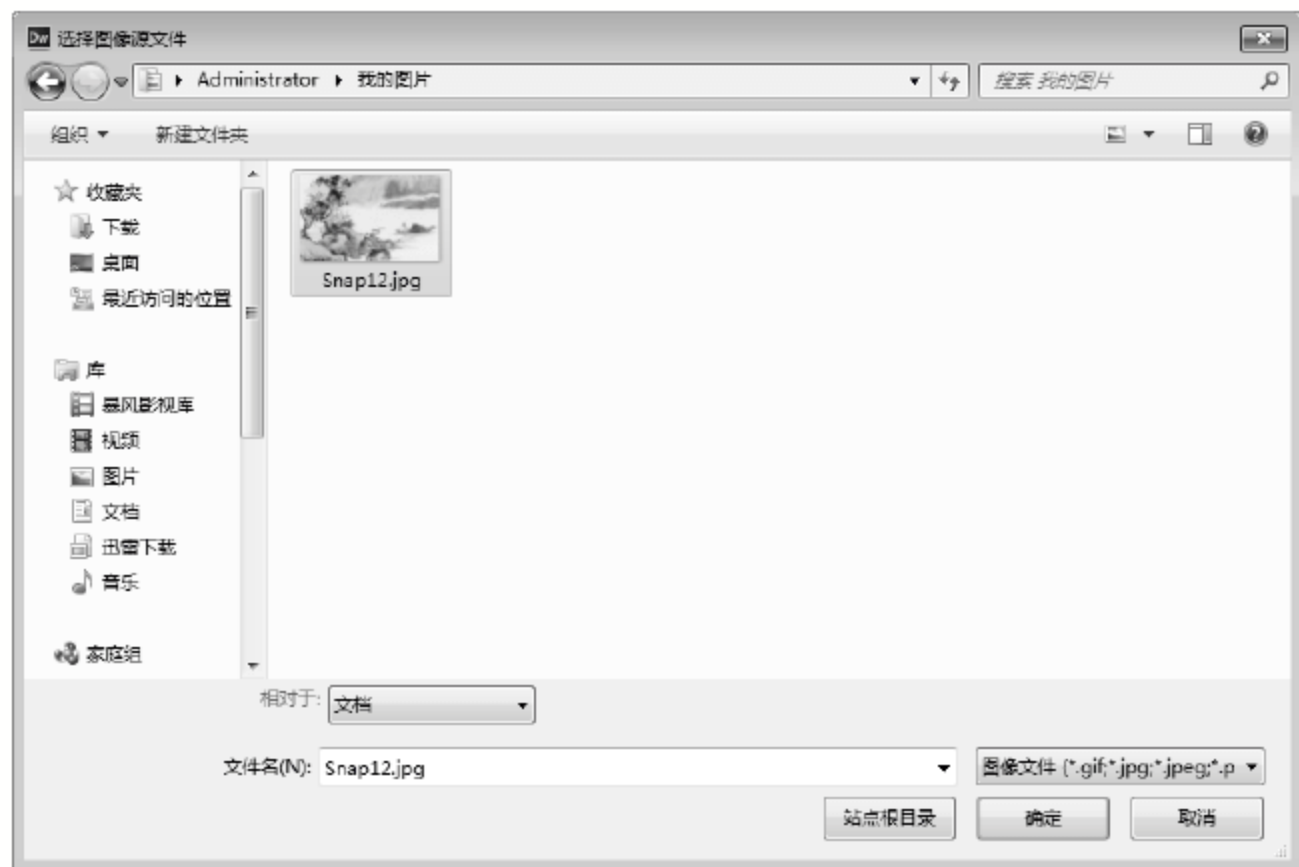 Dw 选择图像源文件
Administrator 我的图片 搜索 我的图片
组织 新建文件夹
收藏夹
下载
桌面
最近访问的位置
库
暴风影视库
视频
图片
文档
迅雷下载
音乐
家庭组
Snap12.jpg
相对于: 文档
文件名(N): Snap12.jpg 图像文件 (*.gif;*.jpg;*.jpeg;*.p
站点根目录 确定 取消